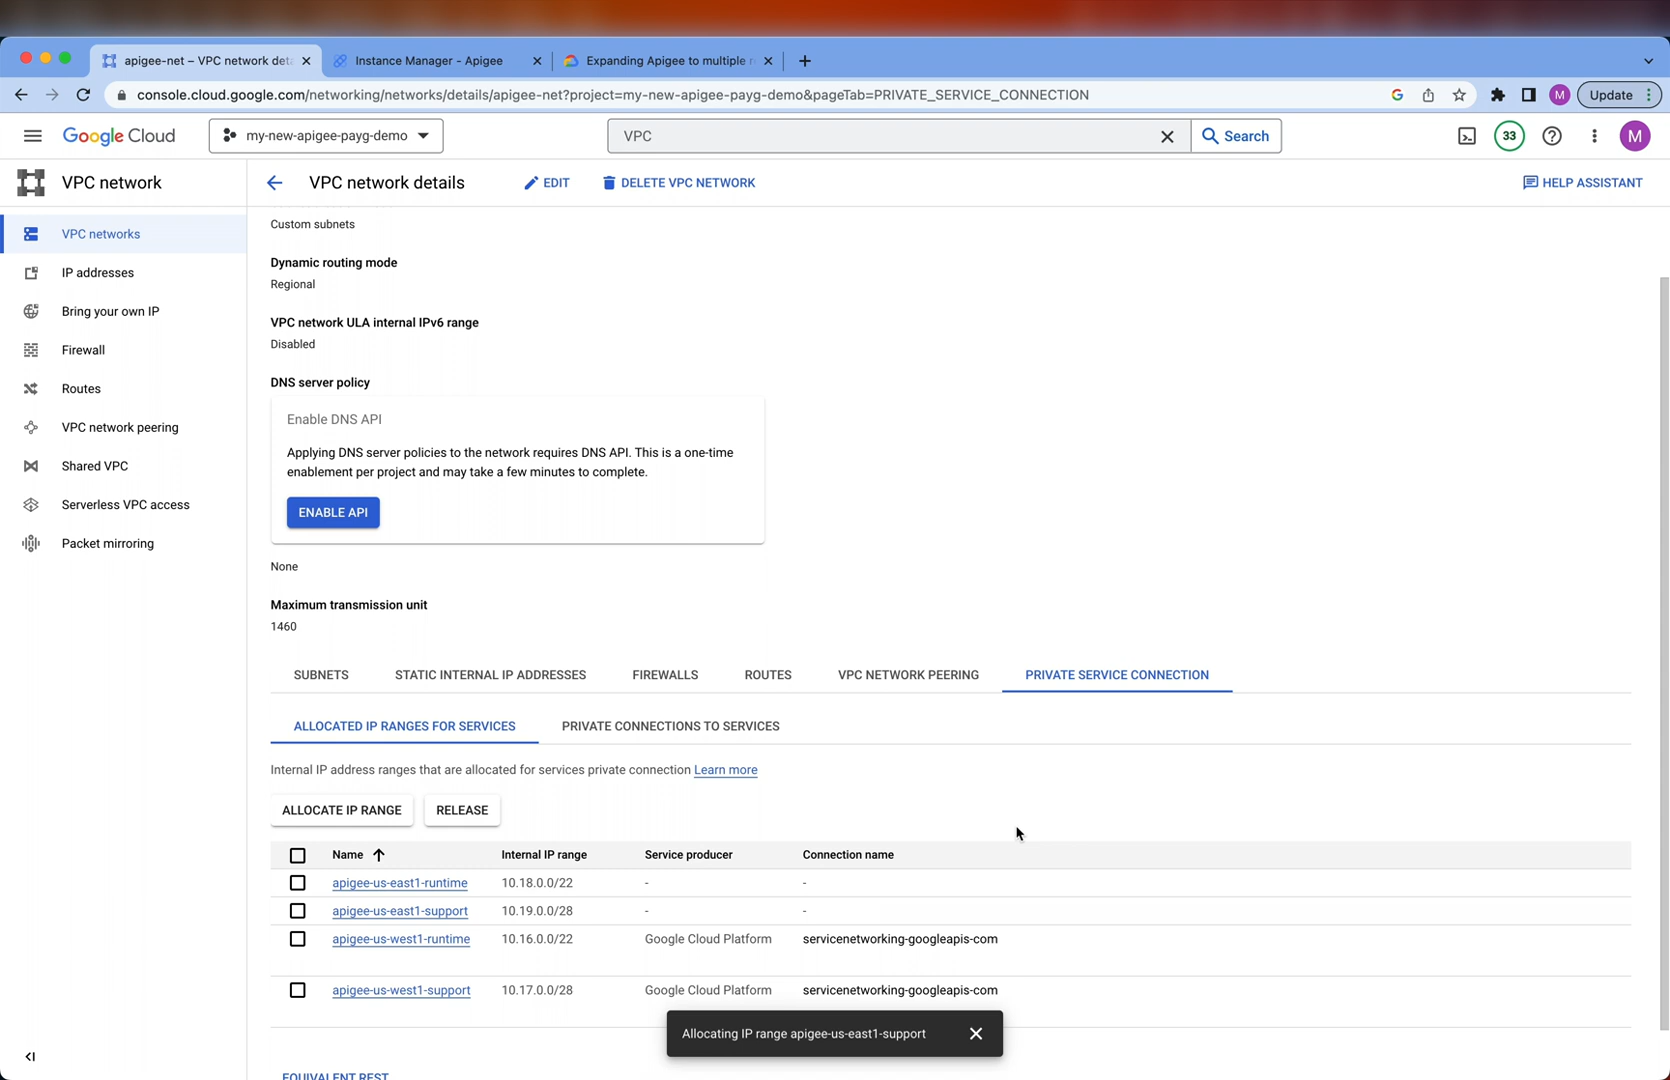 apigee-net – VPC network deta
Instance Manager - Apigee
Expanding Apigee to multiple r
console.cloud.google.com/networking/networks/details/apigee-net?project=my-new-apigee-payg-demo&pageTab=PRIVATE_SERVICE_CONNECTION
G
M
Update
Google Cloud
my-new-apigee-payg-demo
VPC
Search
33
M
VPC network
VPC network details
EDIT
DELETE VPC NETWORK
HELP ASSISTANT
VPC networks
IP addresses
Bring your own IP
Firewall
Routes
VPC network peering
Shared VPC
Serverless VPC access
Packet mirroring
Custom subnets
Dynamic routing mode
Regional
VPC network ULA internal IPv6 range
Disabled
DNS server policy
Enable DNS API
Applying DNS server policies to the network requires DNS API. This is a one-time
enablement per project and may take a few minutes to complete.
ENABLE API
None
Maximum transmission unit
1460
SUBNETS STATIC INTERNAL IP ADDRESSES FIREWALLS ROUTES VPC NETWORK PEERING PRIVATE SERVICE CONNECTION
ALLOCATED IP RANGES FOR SERVICES PRIVATE CONNECTIONS TO SERVICES
Internal IP address ranges that are allocated for services private connection Learn more
ALLOCATE IP RANGE RELEASE
Name Internal IP range Service producer Connection name
apigee-us-east1-runtime 10.18.0.0/22 - -
apigee-us-east1-support 10.19.0.0/28 - -
apigee-us-west1-runtime 10.16.0.0/22 Google Cloud Platform servicenetworking-googleapis-com
apigee-us-west1-support 10.17.0.0/28 Google Cloud Platform servicenetworking-googleapis-com
Allocating IP range apigee-us-east1-support
EQUIVALENT REST